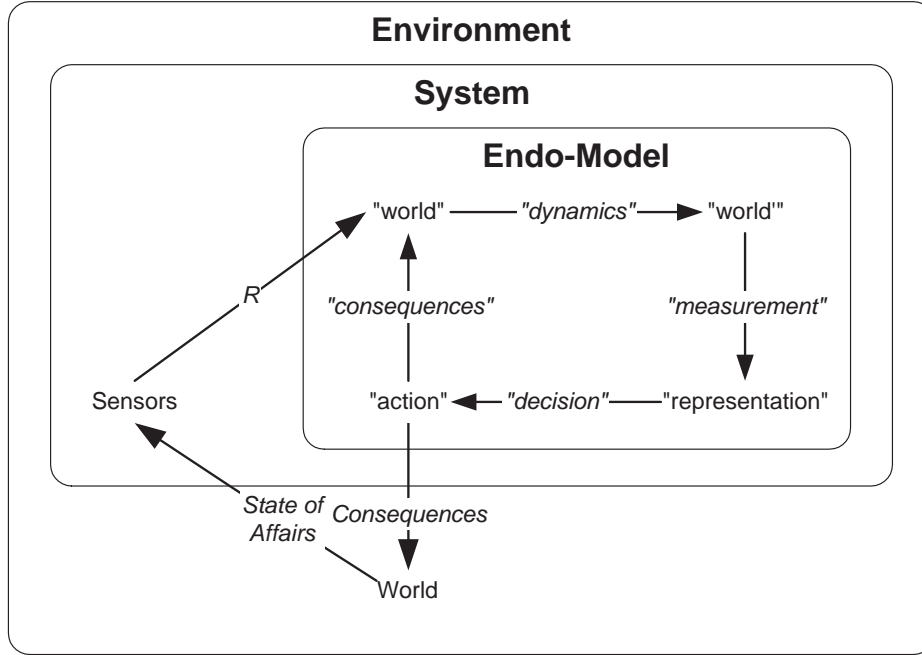 Environment
System
Endo-Model
"world" "dynamics" "world'"
R
"consequences" "measurement"
Sensors "action" "decision" "representation"
State of
Affairs
Consequences
World